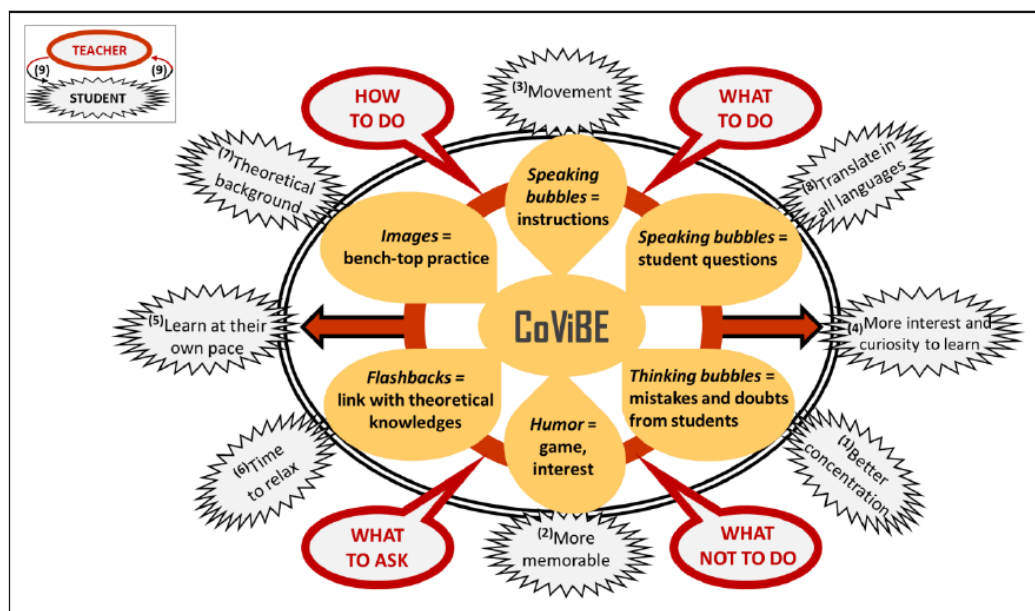 TEACHER
(9)
(9)
STUDENT
HOW
TO DO
(3)Movement
WHAT
TO DO
(7)Theoretical
background
Speaking
bubbles =
instructions
(8)Translate in
all languages
Images =
bench-top practice
Speaking bubbles =
student questions
(5)Learn at their
own pace
CoViBE
(4)More interest and
curiosity to learn
Flashbacks =
link with theoretical
knowledges
Humor =
game,
interest
Thinking bubbles =
mistakes and doubts
from students
(6)Time
to relax
(1)Better
concentration
WHAT
TO ASK
(2)More
memorable
WHAT
NOT TO DO